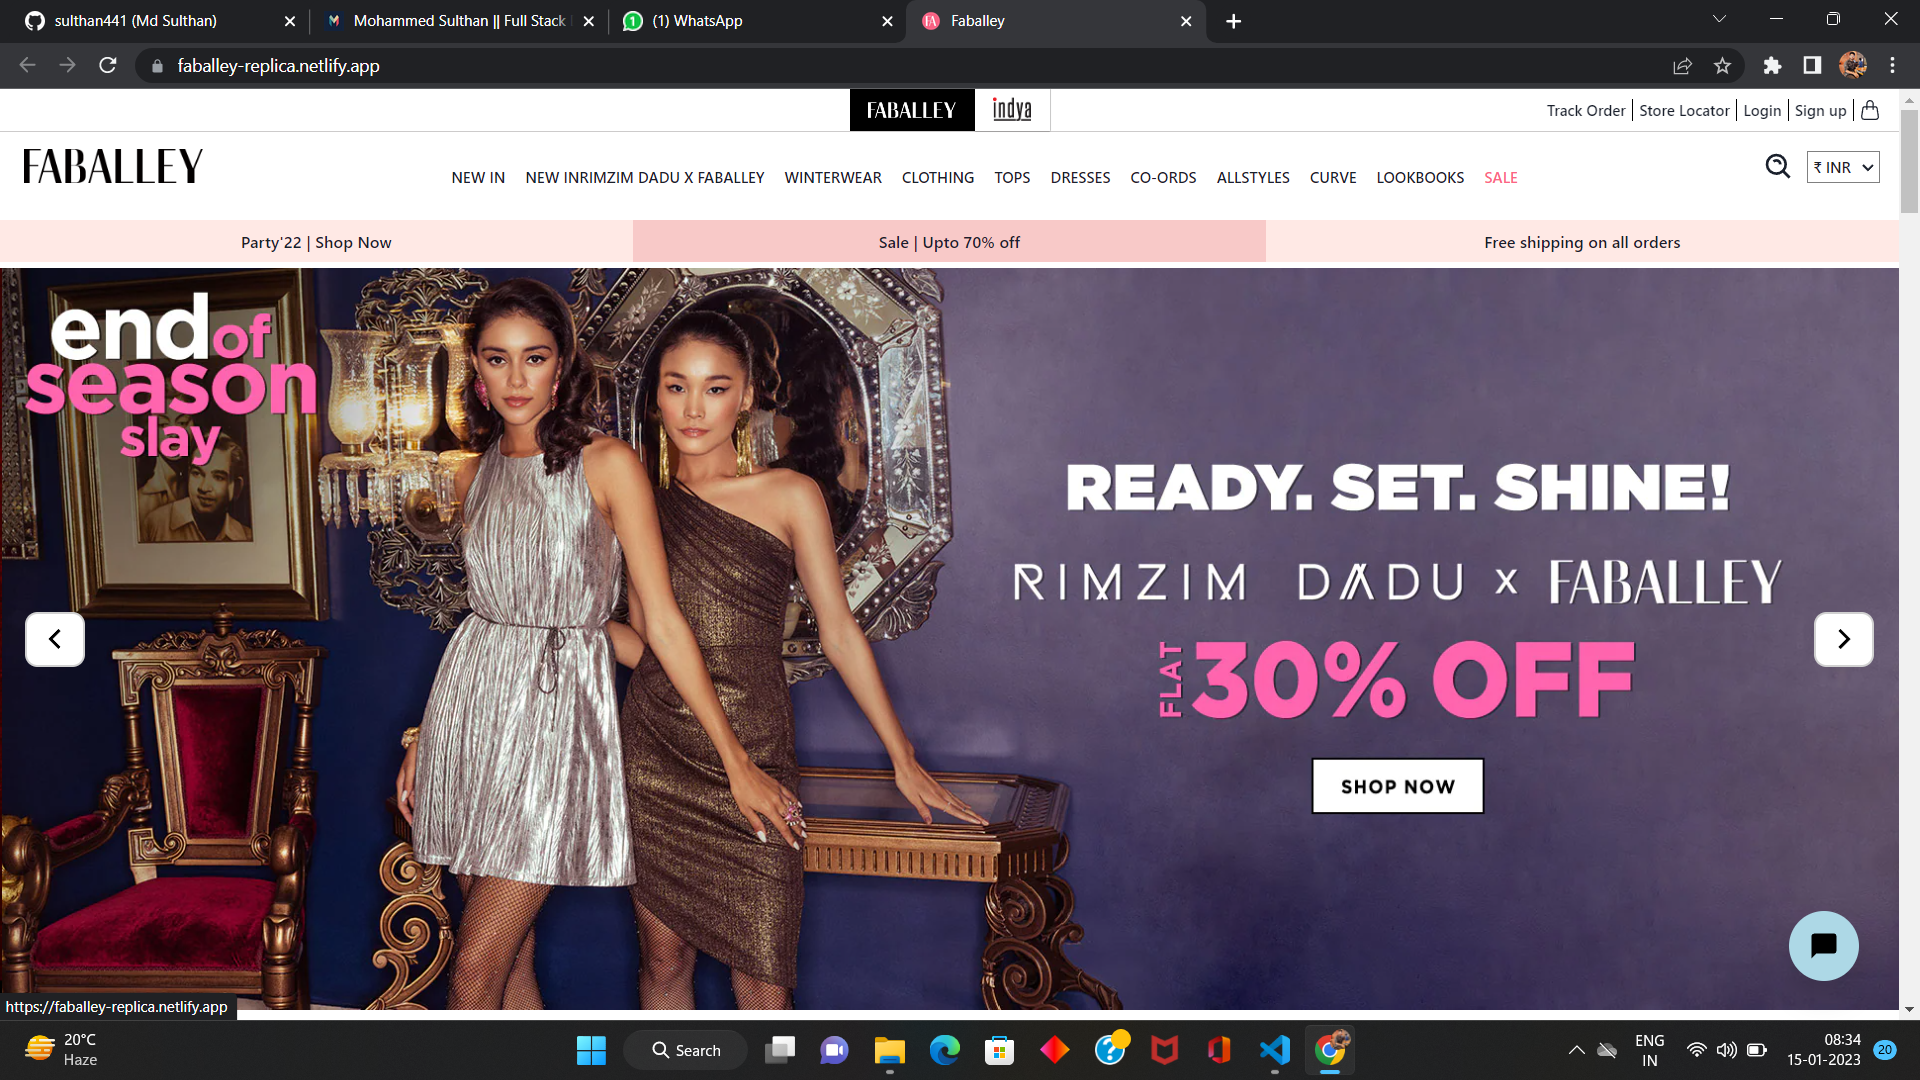 sulthan441 (Md Sulthan)
Mohammed Sulthan || Full Stack
(1) WhatsApp
Faballey
faballey-replica.netlify.app
FABALLEY
indya
Track Order
Store Locator
Login
Sign up
FABALLEY
NEW IN
NEW INRIMZIM DADU X FABALLEY
WINTERWEAR
CLOTHING
TOPS
DRESSES
CO-ORDS
ALLSTYLES
CURVE
LOOKBOOKS
SALE
₹ INR
Party'22 | Shop Now
Sale | Upto 70% off
Free shipping on all orders
end of
season
slay
READY. SET. SHINE!
RIMZIM DADU x FABALLEY
FLAT 30% OFF
SHOP NOW
https://faballey-replica.netlify.app
20°C
Haze
Search
ENG
IN
08:34
15-01-2023
20